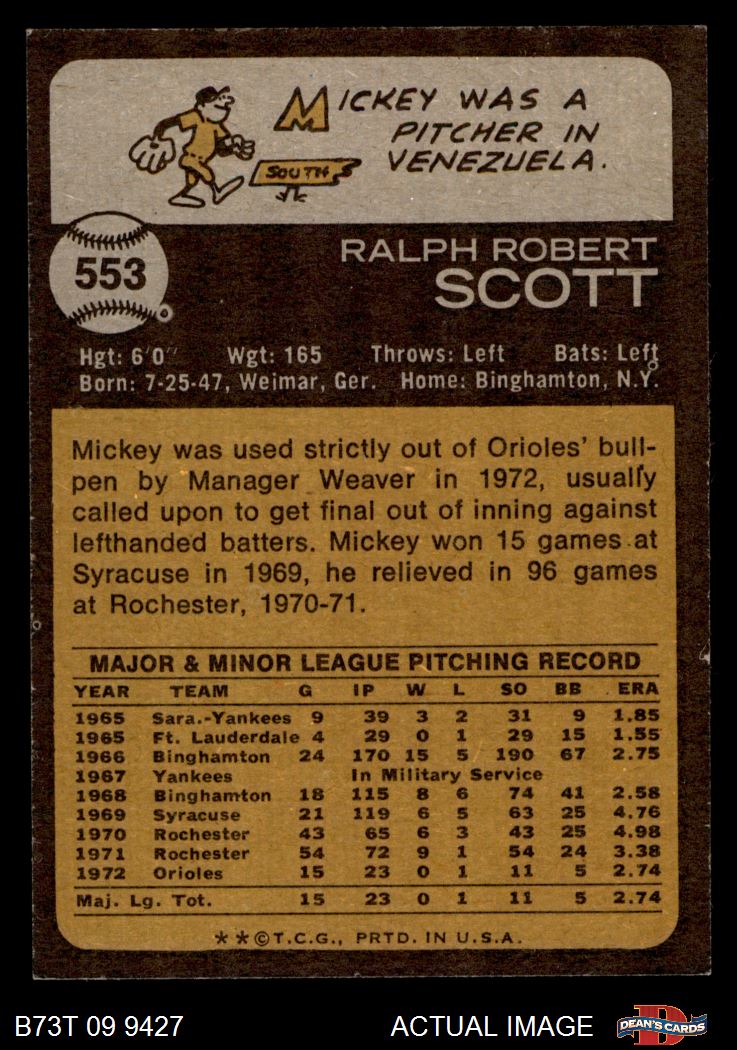 MICKEY WAS A
PITCHER IN
VENEZUELA.
SOUTH
553
RALPH ROBERT
SCOTT
Hgt: 6'0" Wgt: 165 Throws: Left Bats: Left
Born: 7-25-47, Weimar, Ger. Home: Binghamton, N.Y.
Mickey was used strictly out of Orioles' bull-
pen by Manager Weaver in 1972, usually
called upon to get final out of inning against
lefthanded batters. Mickey won 15 games at
Syracuse in 1969, he relieved in 96 games
at Rochester, 1970-71.
MAJOR & MINOR LEAGUE PITCHING RECORD
YEAR TEAM G IP W L SO BB ERA
1965 Sara.-Yankees 9 39 3 2 31 9 1.85
1965 Ft. Lauderdale 4 29 0 1 29 15 1.55
1966 Binghamton 24 170 15 5 190 67 2.75
1967 Yankees In Military Service
1968 Binghamton 18 115 8 6 74 41 2.58
1969 Syracuse 21 119 6 5 63 25 4.76
1970 Rochester 43 65 6 3 43 25 4.98
1971 Rochester 54 72 9 1 54 24 3.38
1972 Orioles 15 23 0 1 11 5 2.74
Maj. Lg. Tot. 15 23 0 1 11 5 2.74
**©T.C.G., PRTD. IN U.S.A.
B73T 09 9427 ACTUAL IMAGE DEAN'S CARDS